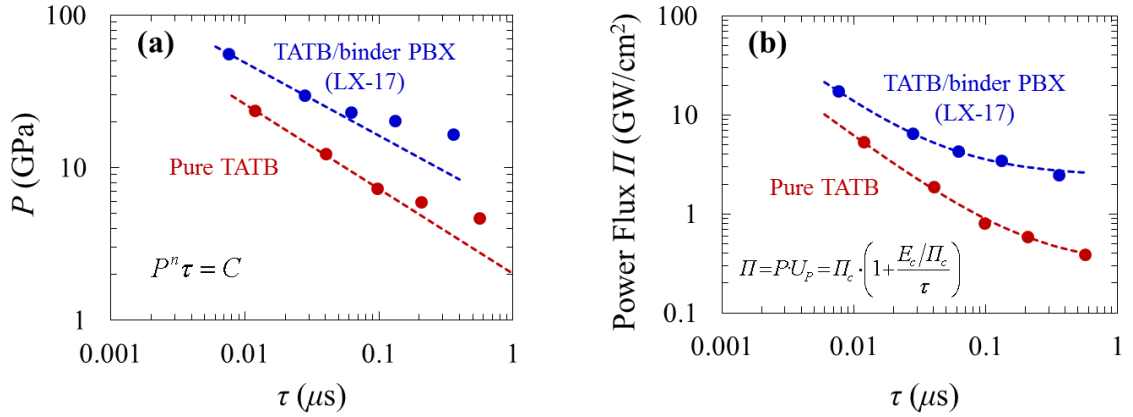 (a)
100
10
1
P (GPa)
TATB/binder PBX
(LX-17)
Pure TATB
Pⁿτ = C
0.001
0.01
0.1
1
τ (μs)
(b)
100
10
1
0.1
Power Flux Π (GW/cm²)
TATB/binder PBX
(LX-17)
Pure TATB
Π = P·U_P = Π_c · (1 + (E_c/Π_c)/τ)
0.001
0.01
0.1
1
τ (μs)